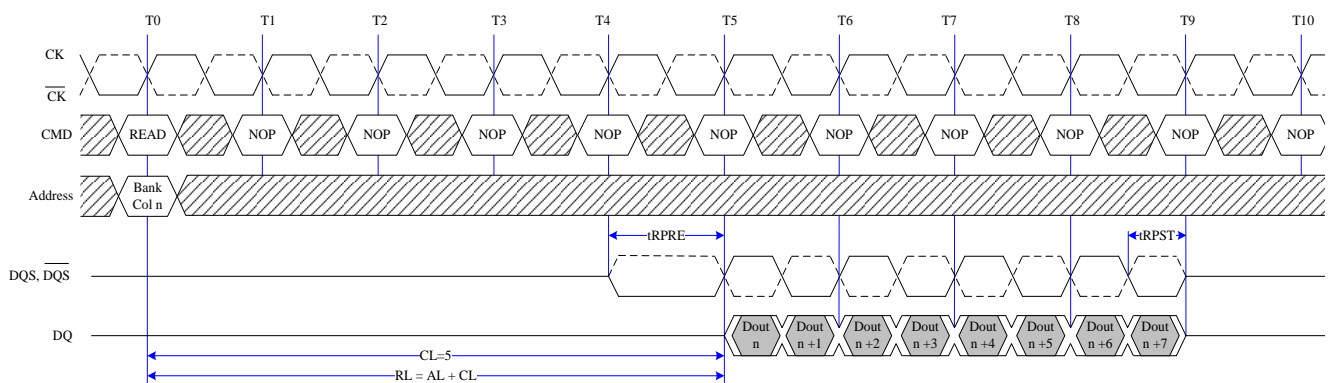 T0 T1 T2 T3 T4 T5 T6 T7 T8 T9 T10
CK
CK
CMD READ NOP NOP NOP NOP NOP NOP NOP NOP NOP NOP
Address Bank
Col n
tRPRE tRPST
DQS, DQS
DQ
Dout Dout Dout Dout Dout Dout Dout Dout
n n +1 n +2 n +3 n +4 n +5 n +6 n +7
CL=5
RL = AL + CL